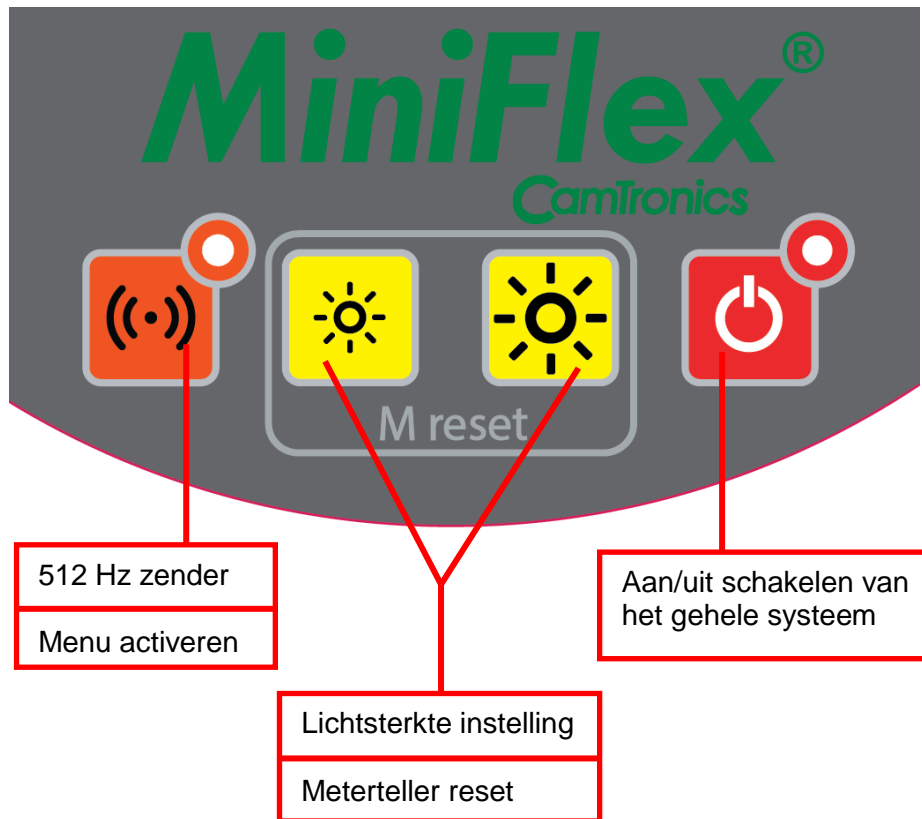 MiniFlex®
CamTronics
M reset
512 Hz zender
Menu activeren
Aan/uit schakelen van
het gehele systeem
Lichtsterkte instelling
Meterteller reset